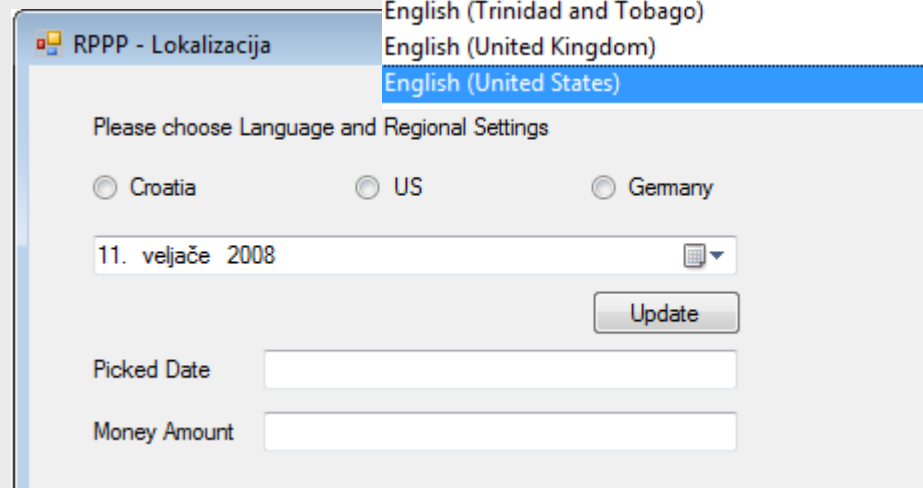 English (Trinidad and Tobago)
RPPP - Lokalizacija
English (United Kingdom)
English (United States)
Please choose Language and Regional Settings
Croatia US Germany
11. veljače 2008
Update
Picked Date
Money Amount